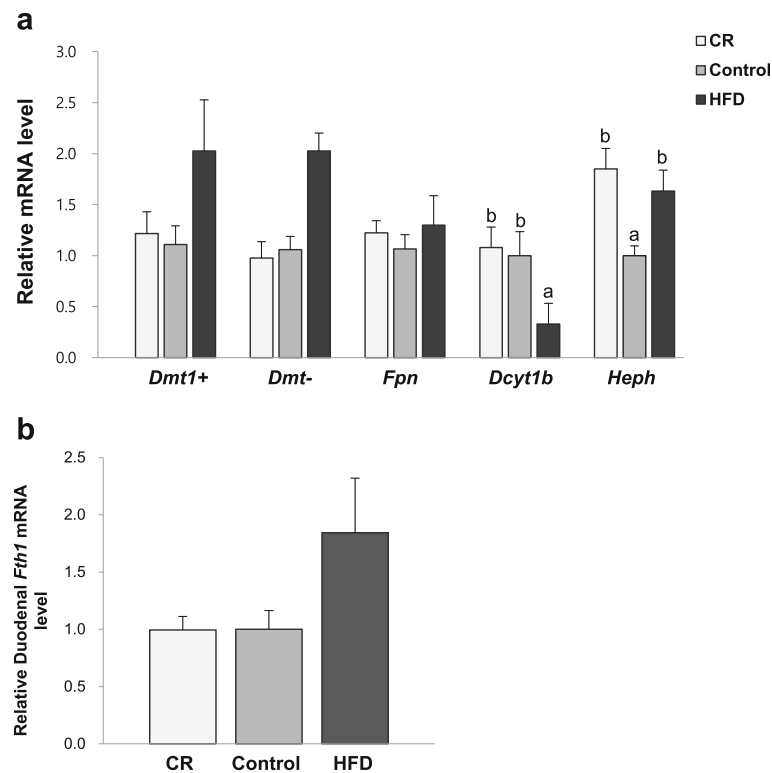 a
CR
Control
HFD
Relative mRNA level
3.0
2.5
2.0
1.5
1.0
0.5
0.0
b b a b a b
Dmt1+ Dmt- Fpn Dcyt1b Heph
b
Relative Duodenal Fth1 mRNA
level
2.5
2.0
1.5
1.0
0.5
0.0
CR Control HFD